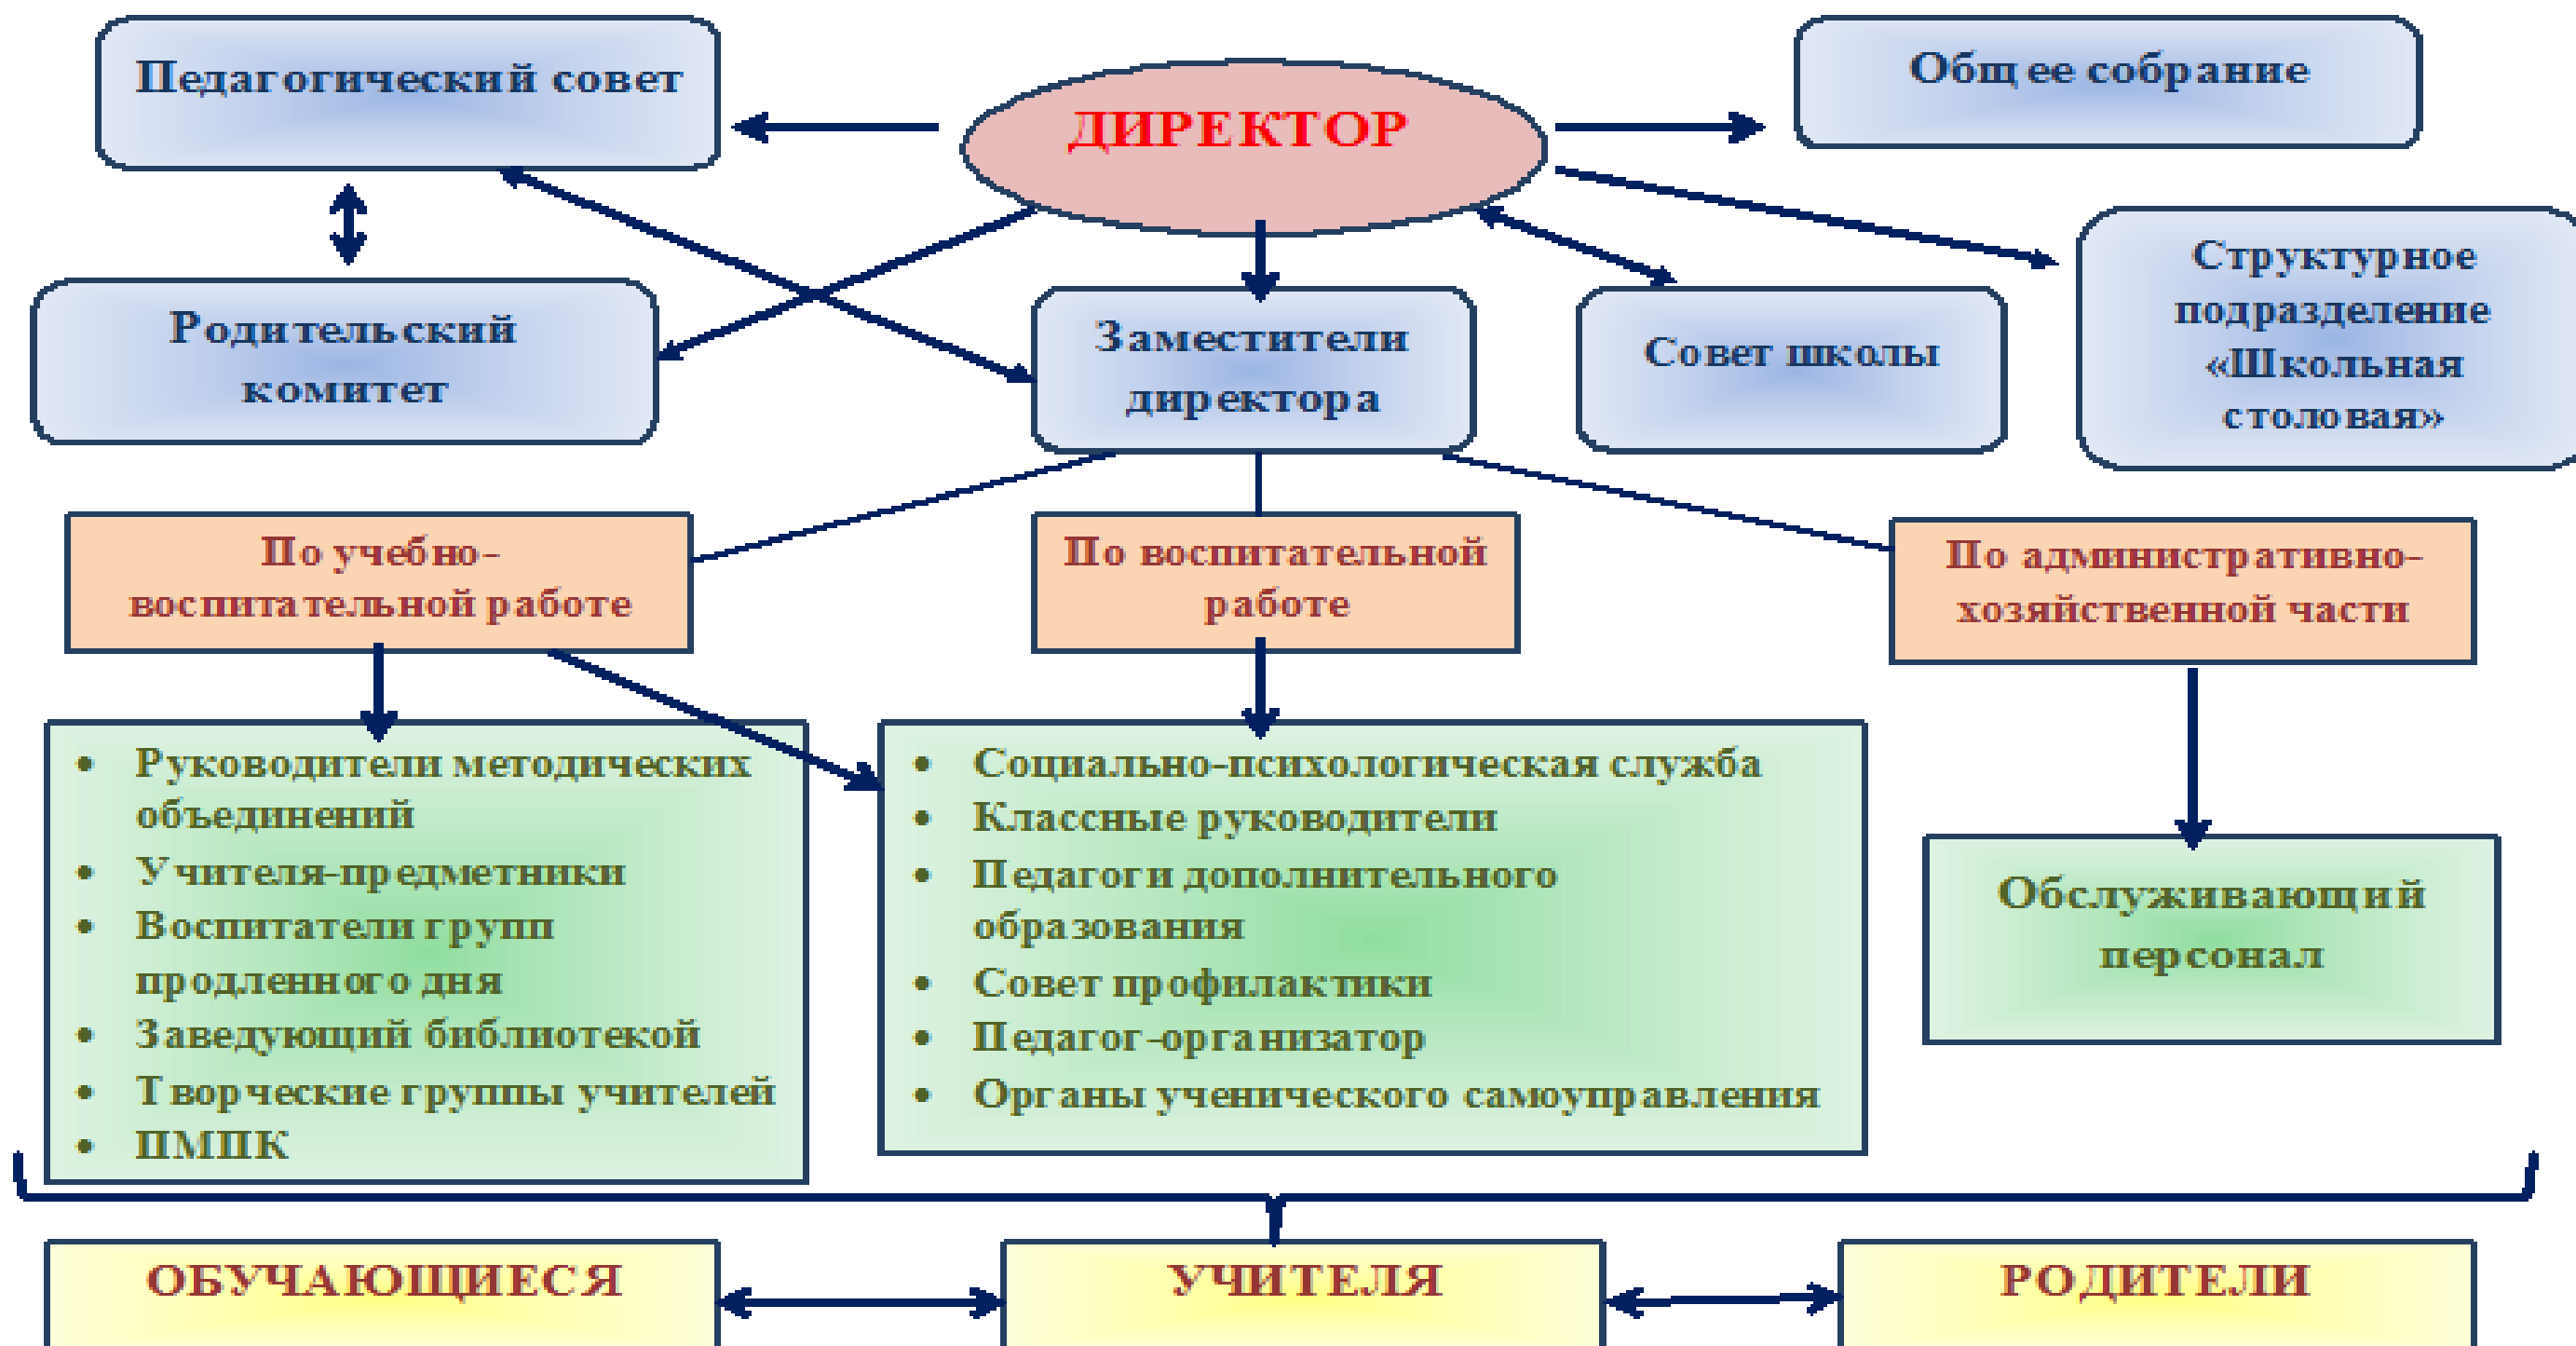 Педагогический совет
ДИРЕКТОР
Общее собрание
Родительский
комитет
Заместители
директора
Совет школы
Структурное
подразделение
«Школьная
столовая»
По учебно-
воспитательной работе
По воспитательной
работе
По административно-
хозяйственной части
• Руководители методических
объединений
• Учителя-предметники
• Воспитатели групп
продленного дня
• Заведующий библиотекой
• Творческие группы учителей
• ПМПК
• Социально-психологическая служба
• Классные руководители
• Педагоги дополнительного
образования
• Совет профилактики
• Педагог-организатор
• Органы ученического самоуправления
Обслуживающий
персонал
ОБУЧАЮЩИЕСЯ
УЧИТЕЛЯ
РОДИТЕЛИ